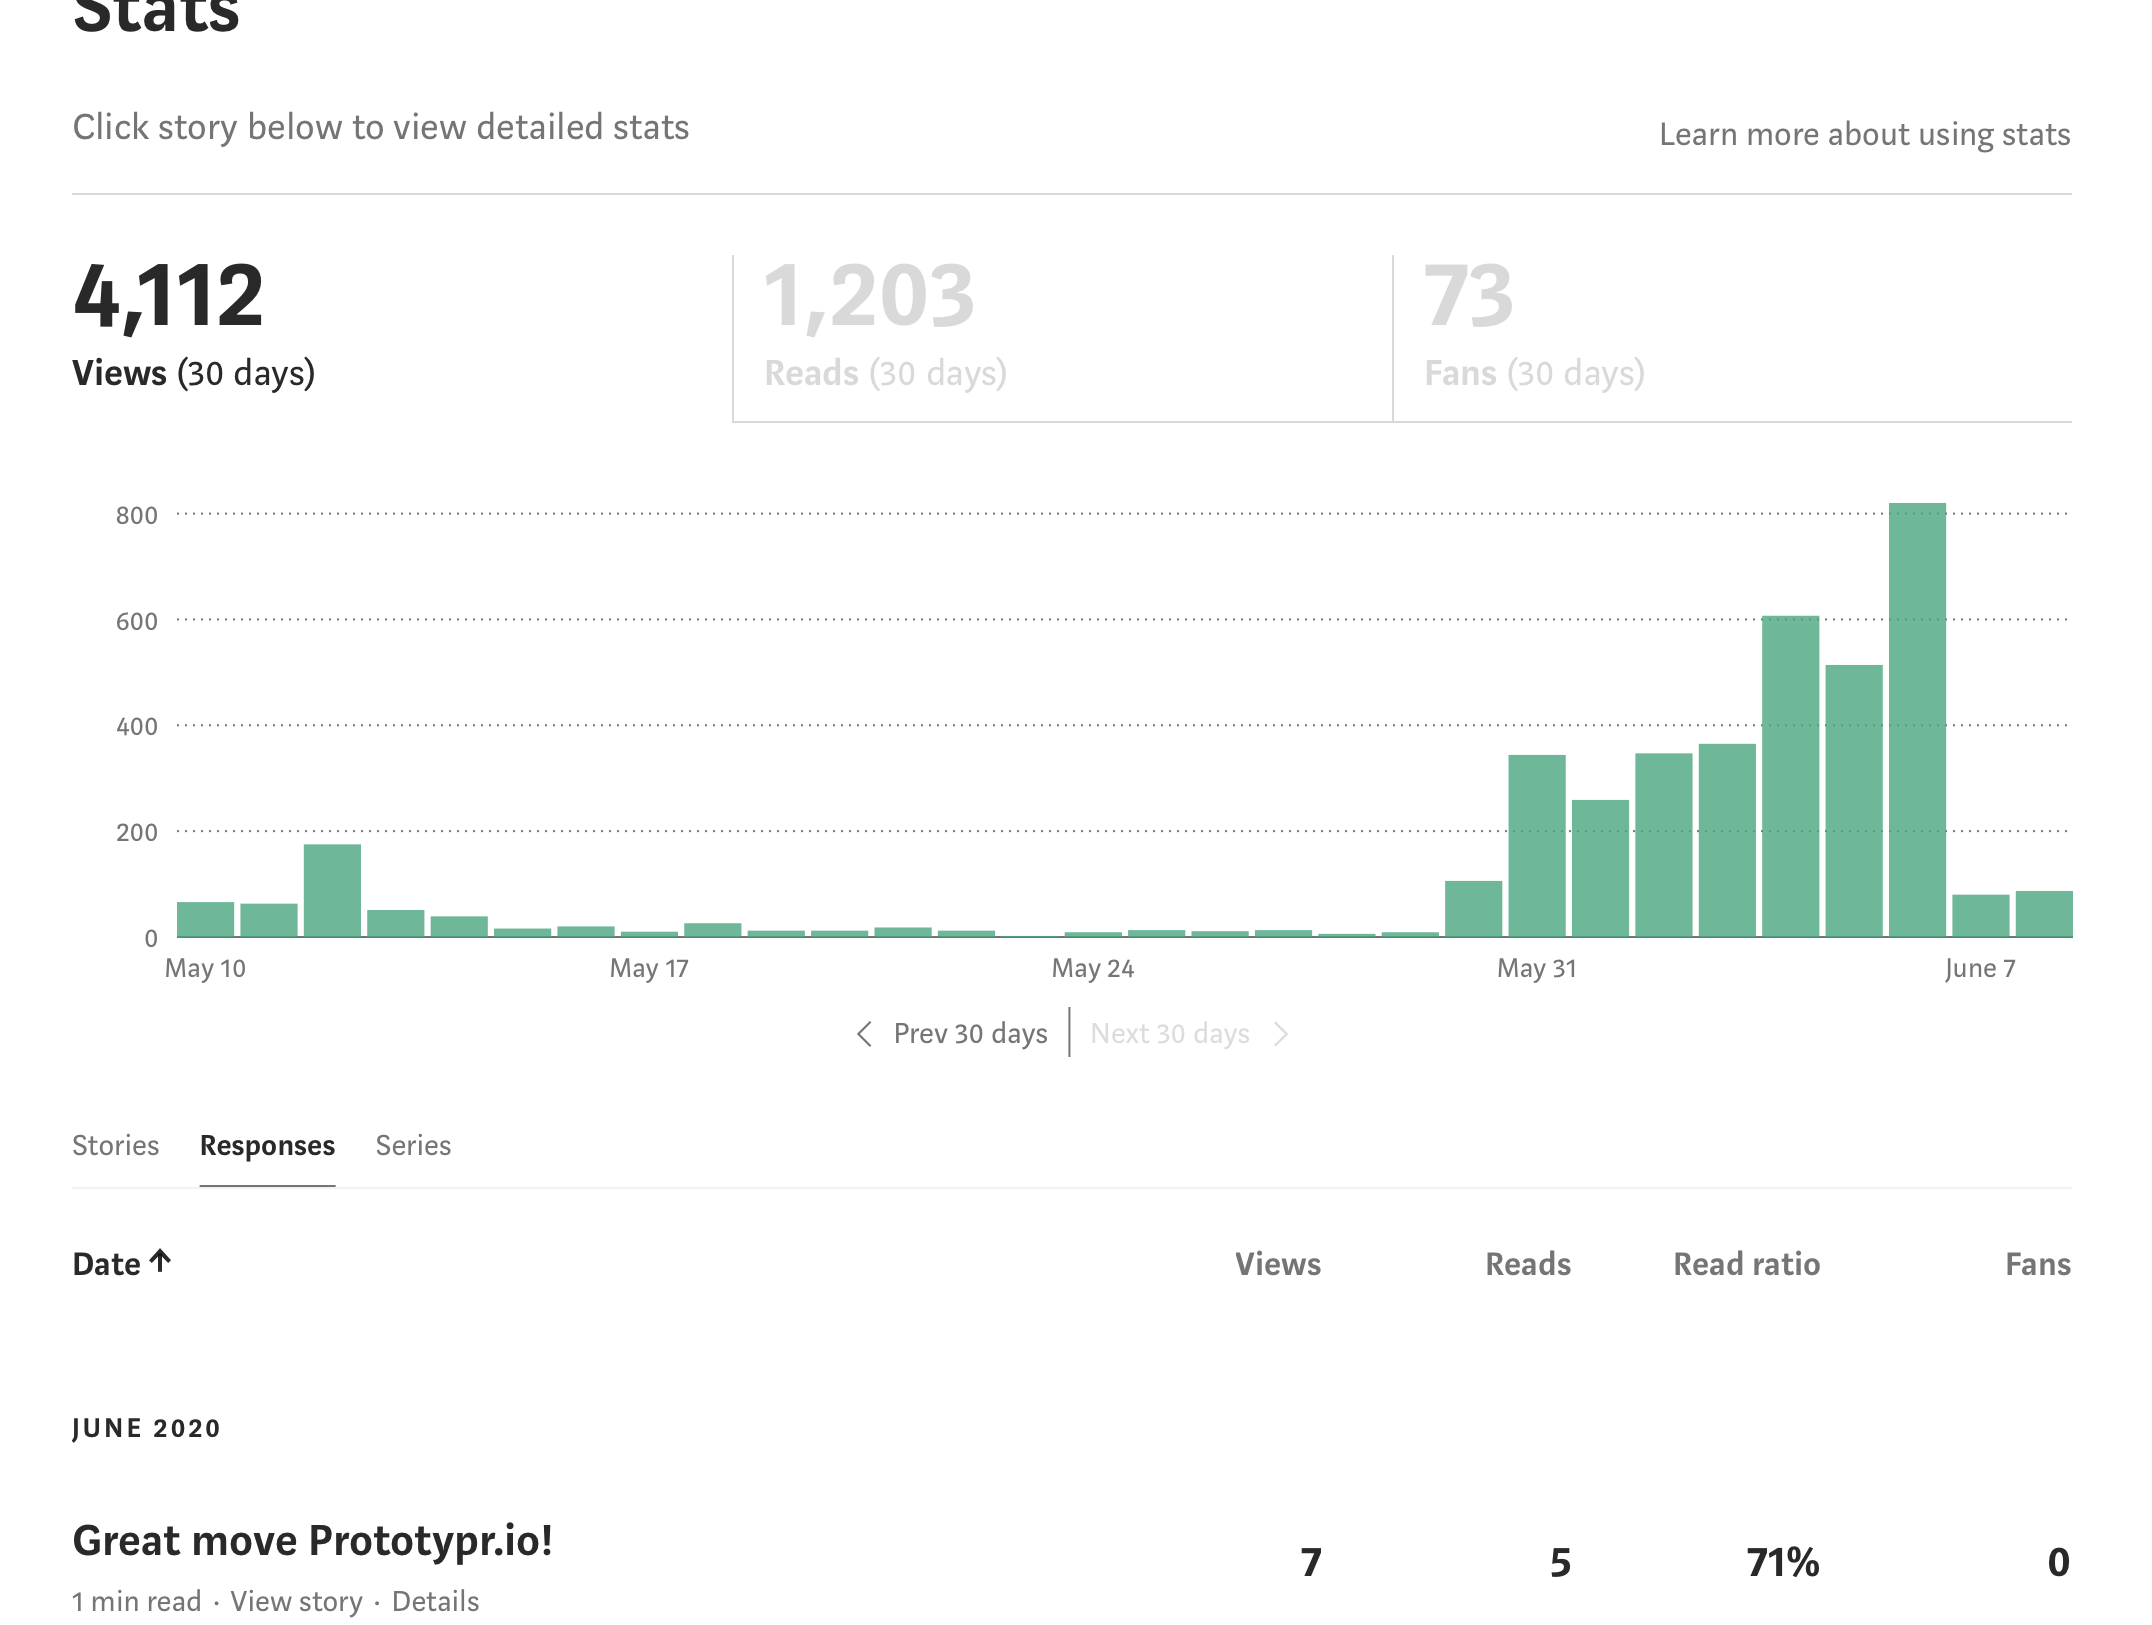 Stats
Click story below to view detailed stats
Learn more about using stats
4,112
Views (30 days)
1,203
Reads (30 days)
73
Fans (30 days)
800
600
400
200
0
May 10 May 17 May 24 May 31 June 7
Prev 30 days Next 30 days
Stories Responses Series
Date ↑ Views Reads Read ratio Fans
JUNE 2020
Great move Prototypr.io!
7 5 71% 0
1 min read · View story · Details